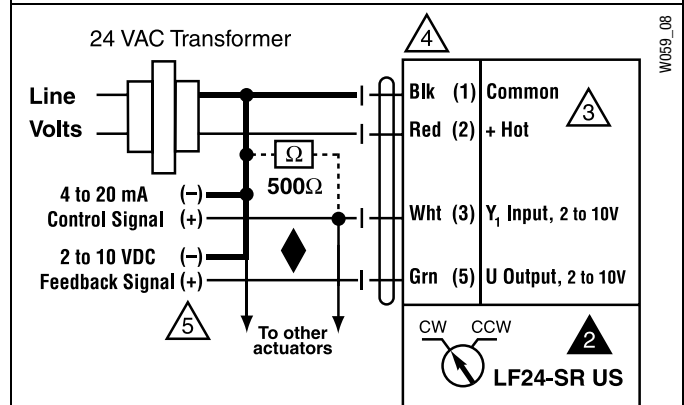 24 VAC Transformer
4
W059_08
Line
Volts
Blk (1) Common
3
Red (2) + Hot
Ω
500Ω
4 to 20 mA (–)
Control Signal (+)
Wht (3) Y1 Input, 2 to 10V
2 to 10 VDC (–)
Feedback Signal (+)
Grn (5) U Output, 2 to 10V
5
To other
actuators
CW CCW
2
LF24-SR US